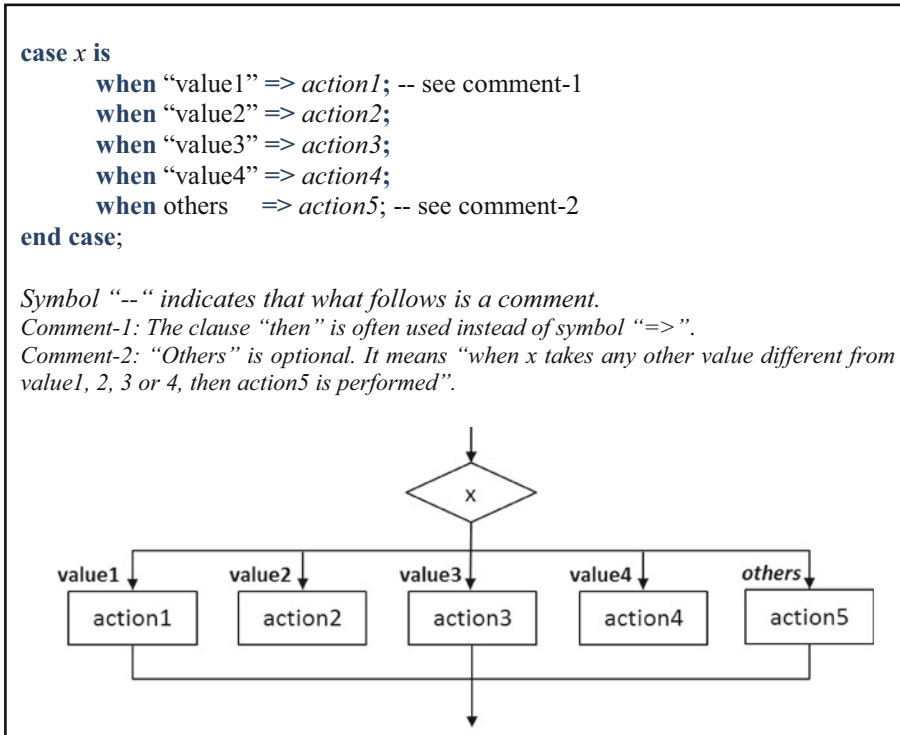 case x is
when “value1” => action1; -- see comment-1
when “value2” => action2;
when “value3” => action3;
when “value4” => action4;
when others => action5; -- see comment-2
end case;
Symbol “--“ indicates that what follows is a comment.
Comment-1: The clause “then” is often used instead of symbol “=>”.
Comment-2: “Others” is optional. It means “when x takes any other value different from
value1, 2, 3 or 4, then action5 is performed”.
x
value1 value2 value3 value4 others
action1 action2 action3 action4 action5